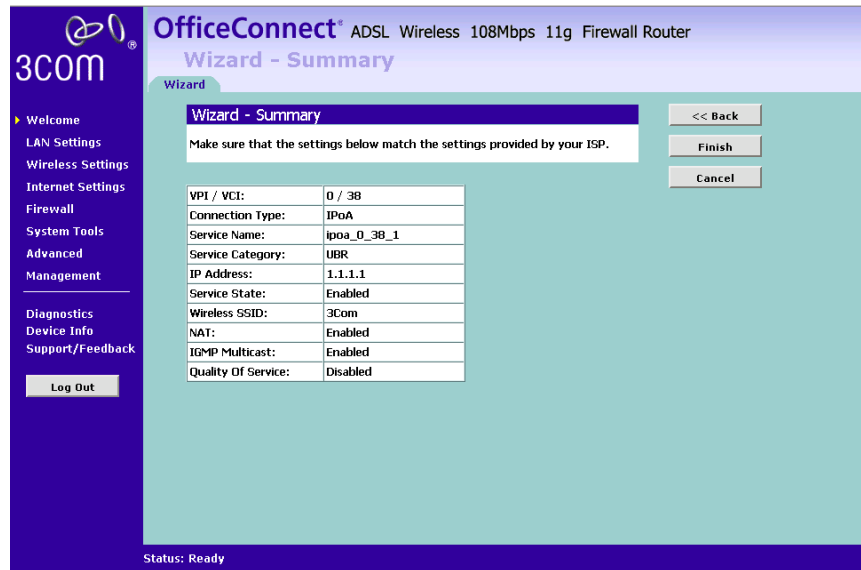 3COM®
OfficeConnect® ADSL Wireless 108Mbps 11g Firewall Router
Wizard - Summary
Wizard
Welcome
LAN Settings
Wireless Settings
Internet Settings
Firewall
System Tools
Advanced
Management
Diagnostics
Device Info
Support/Feedback
Log Out
Wizard - Summary
Make sure that the settings below match the settings provided by your ISP.
VPI / VCI: 0 / 38
Connection Type: IPoA
Service Name: ipoa_0_38_1
Service Category: UBR
IP Address: 1.1.1.1
Service State: Enabled
Wireless SSID: 3Com
NAT: Enabled
IGMP Multicast: Enabled
Quality Of Service: Disabled
<< Back
Finish
Cancel
Status: Ready